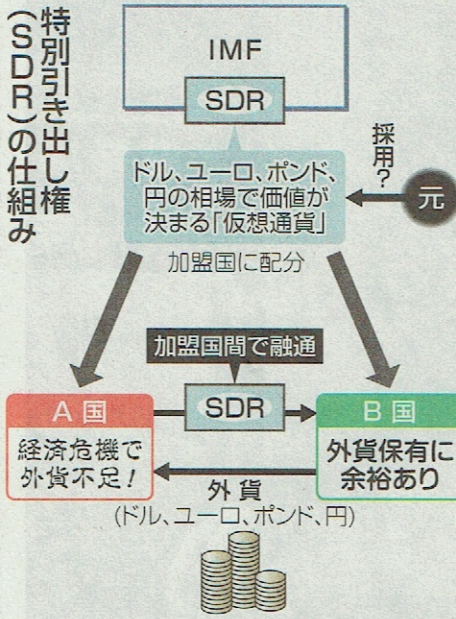 特別引き出し権
(SDR)の仕組み
IMF
SDR
ドル、ユーロ、ポンド、
円の相場で価値が
決まる「仮想通貨」
採用?
元
加盟国に配分
加盟国間で融通
A国
経済危機で
外貨不足!
SDR
B国
外貨保有に
余裕あり
外貨
(ドル、ユーロ、ポンド、円)